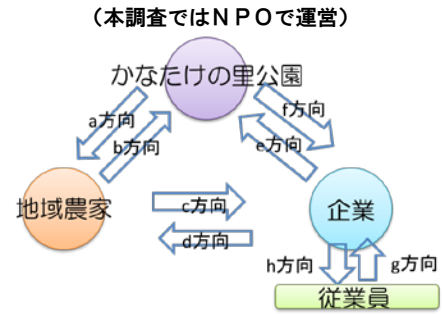 （本調査ではＮＰＯで運営）
かなたけの里公園
a方向
b方向
f方向
e方向
地域農家
c方向
d方向
企業
h方向
g方向
従業員